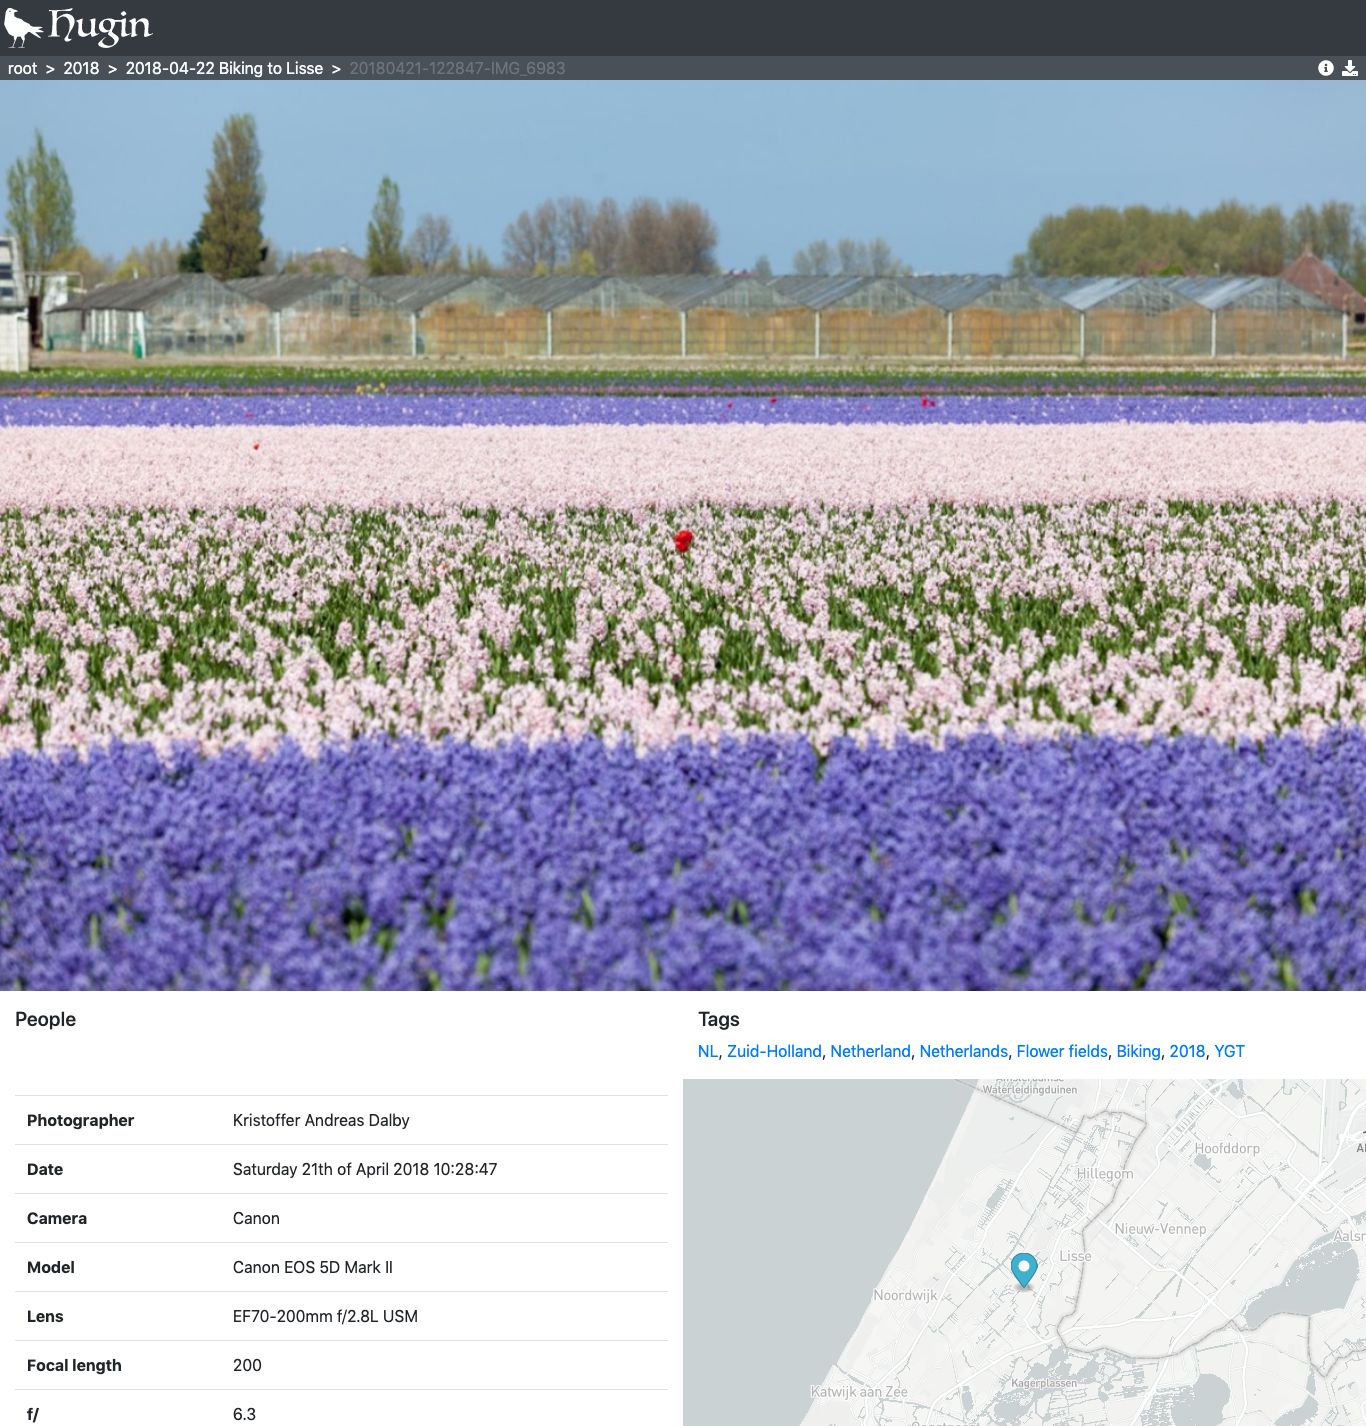 Hugin
root > 2018 > 2018-04-22 Biking to Lisse > 20180421-122847-IMG_6983
People
Tags
NL, Zuid-Holland, Netherland, Netherlands, Flower fields, Biking, 2018, YGT
Photographer Kristoffer Andreas Dalby
Date Saturday 21th of April 2018 10:28:47
Camera Canon
Model Canon EOS 5D Mark II
Lens EF70-200mm f/2.8L USM
Focal length 200
f/ 6.3
Amsterdamse
Waterleidingduinen
Hoofddorp
Hillegom
Nieuw-Vennep
Lisse
Noordwijk
Kagerplassen
Katwijk aan Zee